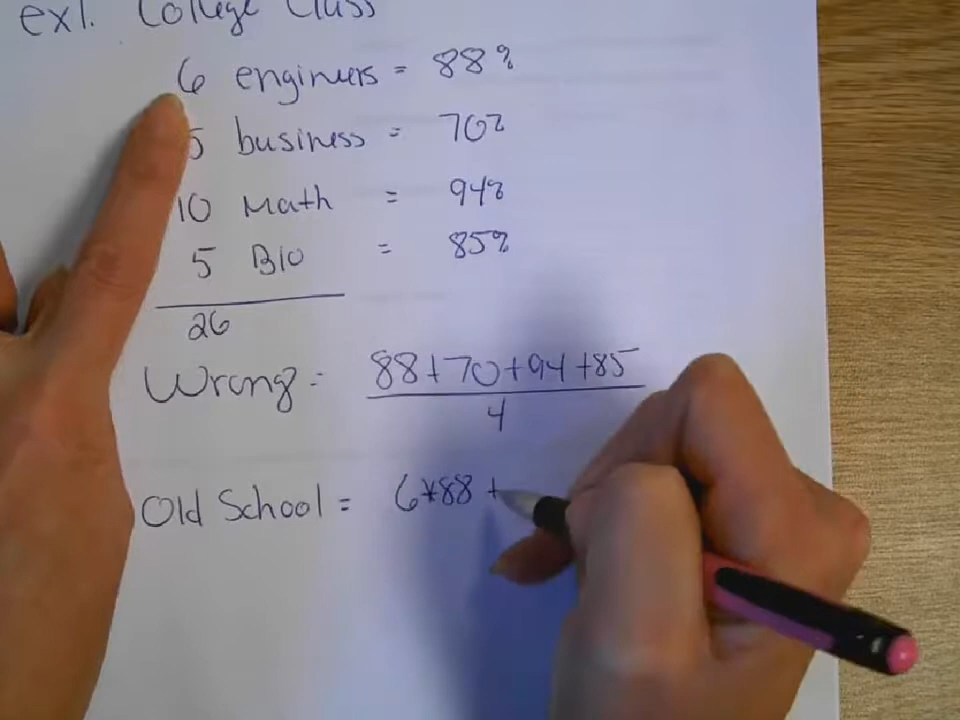 ex1. College Class
6 engineers = 88%
5 business = 70%
10 Math = 94%
5 Bio = 85%
26
Wrong = 88+70+94+85
4
Old School = 6*88 +